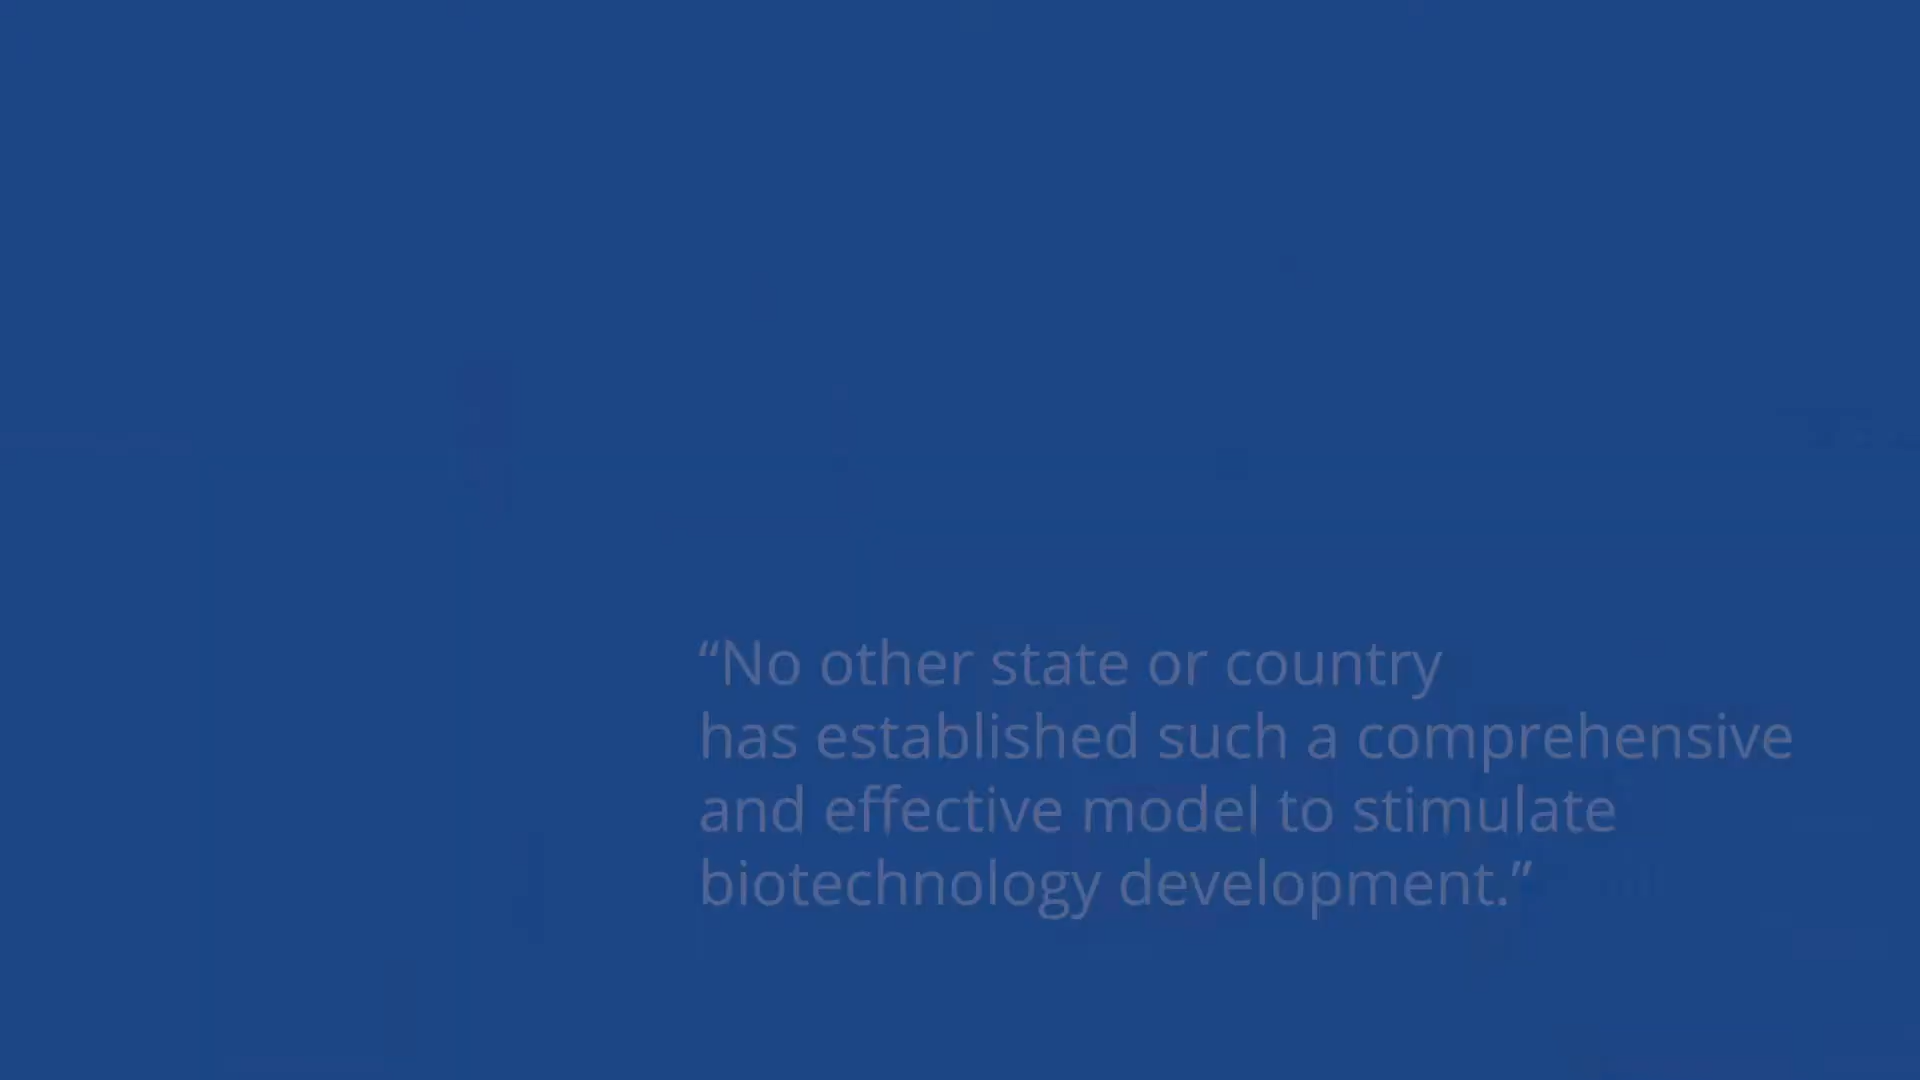 “No other state or country
has established such a comprehensive
and effective model to stimulate
biotechnology development.”